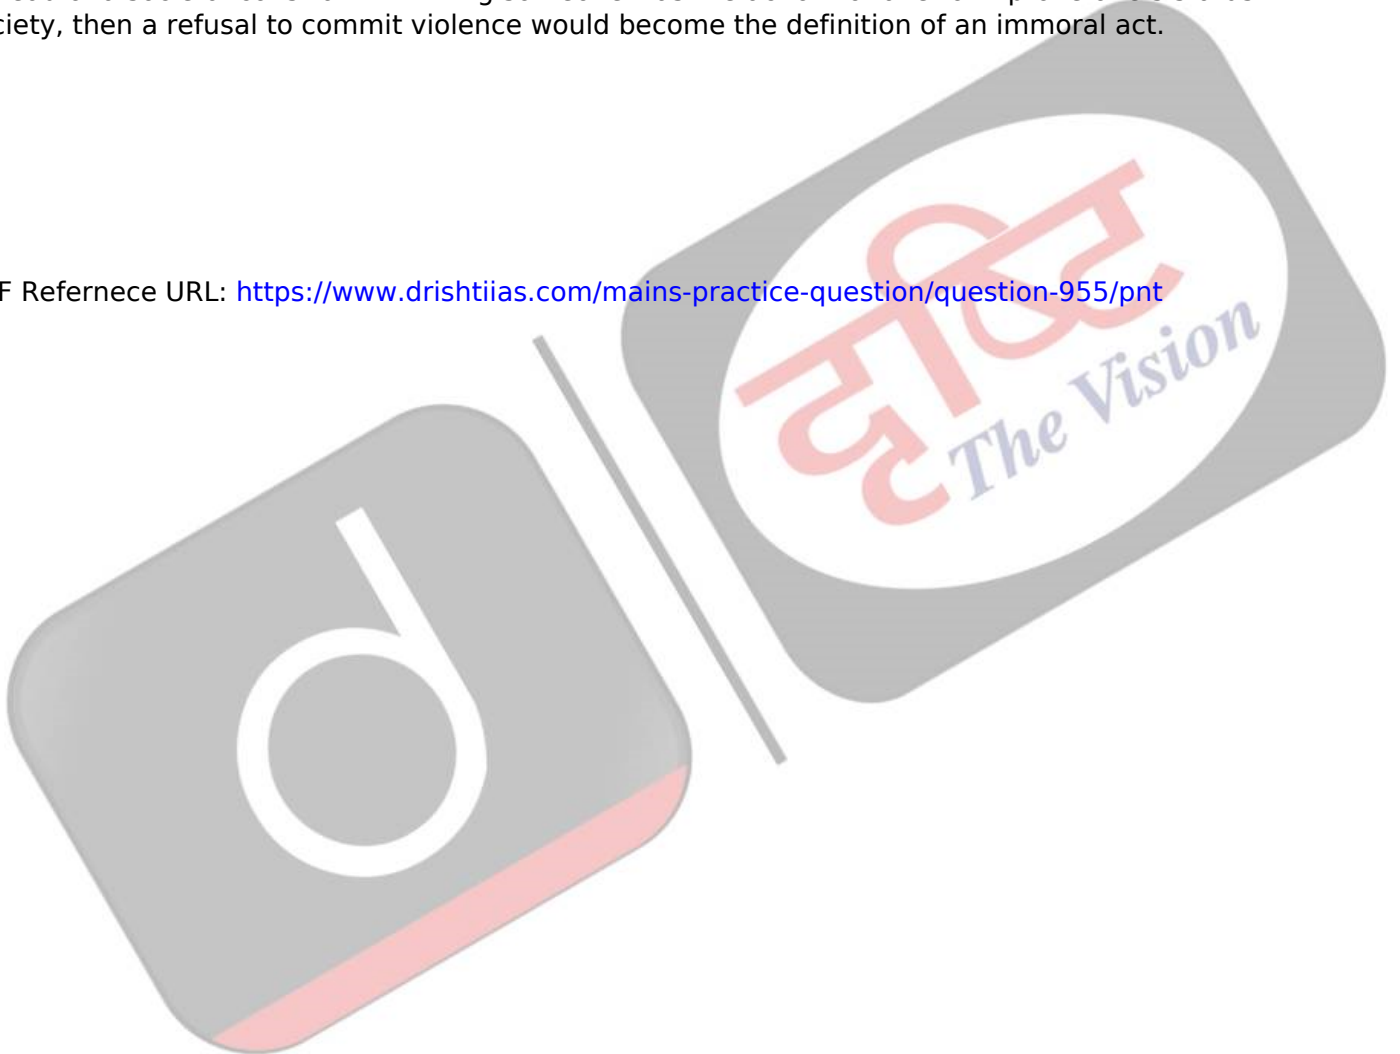 ciety, then a refusal to commit violence would become the definition of an immoral act.
F Refernece URL: https://www.drishtiias.com/mains-practice-question/question-955/pnt
दृष्टि
The Vision
d